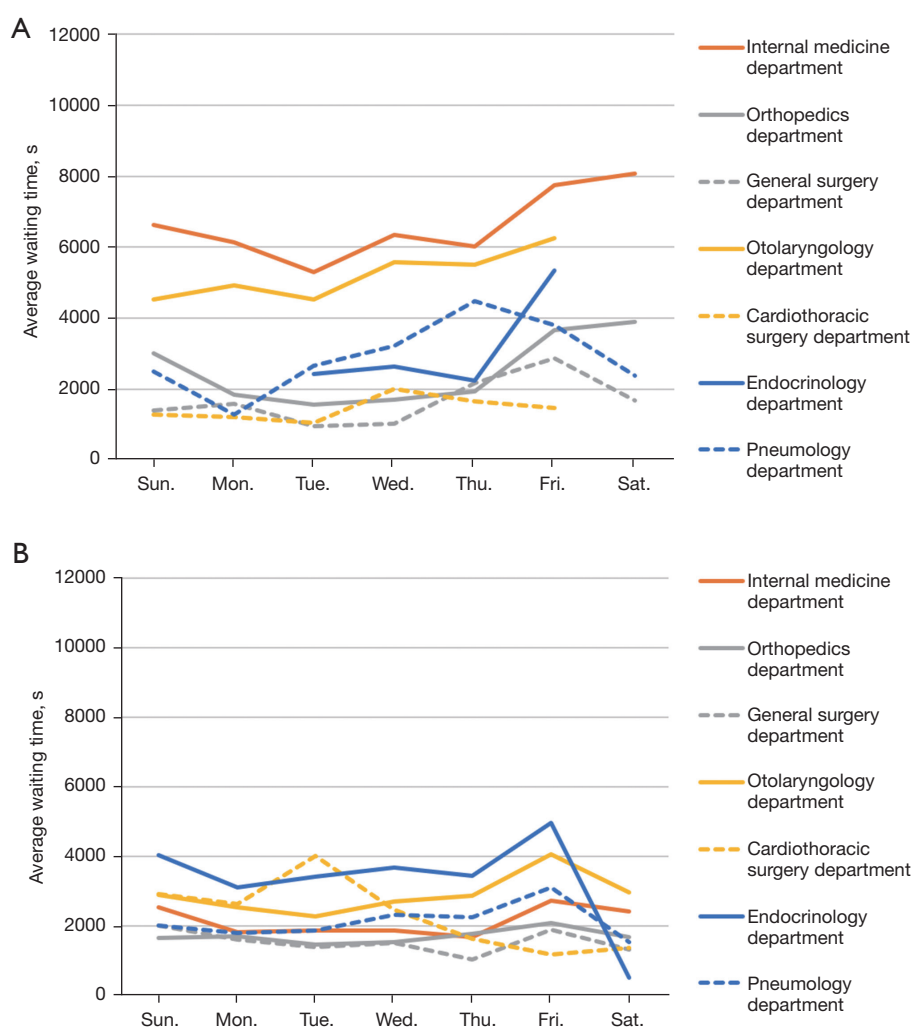 A
12000
10000
8000
6000
4000
2000
0
Average waiting time, s
Sun. Mon. Tue. Wed. Thu. Fri. Sat.
Internal medicine
department
Orthopedics
department
General surgery
department
Otolaryngology
department
Cardiothoracic
surgery department
Endocrinology
department
Pneumology
department
B
12000
10000
8000
6000
4000
2000
0
Average waiting time, s
Sun. Mon. Tue. Wed. Thu. Fri. Sat.
Internal medicine
department
Orthopedics
department
General surgery
department
Otolaryngology
department
Cardiothoracic
surgery department
Endocrinology
department
Pneumology
department